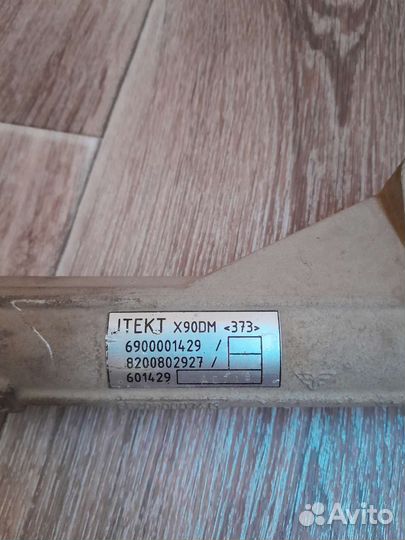 JTEKT X90DM <373>
6900001429 /
8200802927 /
601429
Avito